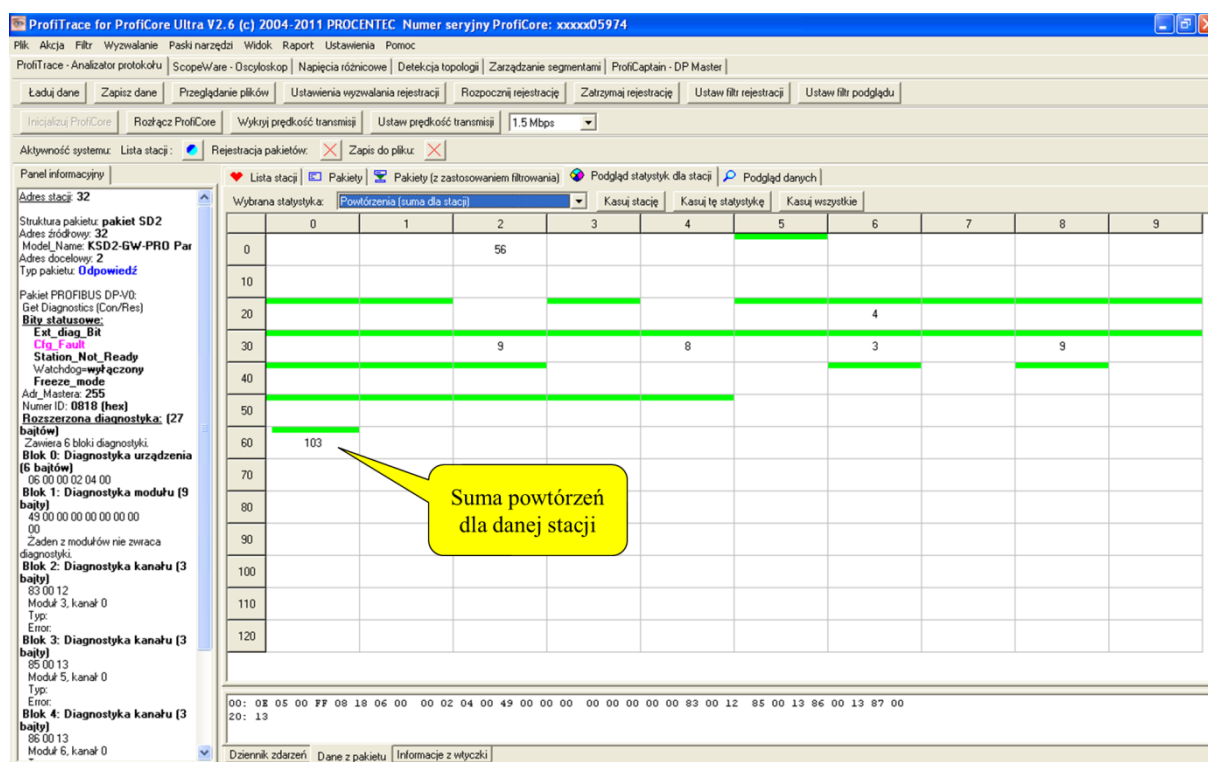 ProfiTrace for ProfiCore Ultra V2.6 (c) 2004-2011 PROCENTEC Numer seryjny ProfiCore: xxxxx05974
Plik Akcja Filtr Wyzwalanie Paski narzędzi Widok Raport Ustawienia Pomoc
ProfiTrace - Analizator protokołu ScopeWare - Oscyloskop Napięcia różnicowe Detekcja topologii Zarządzanie segmentami ProfiCaptain - DP Master
Ładuj dane Zapisz dane Przeglądanie plików Ustawienia wyzwalania rejestracji Rozpocznij rejestrację Zatrzymaj rejestrację Ustaw filtr rejestracji Ustaw filtr podglądu
Inicjalizuj ProfiCore Rozłącz ProfiCore Wykryj prędkość transmisji Ustaw prędkość transmisji 1.5 Mbps
Aktywność systemu: Lista stacji: Rejestracja pakietów: Zapis do pliku:
Panel informacyjny
Adres stacji: 32
Struktura pakietu: pakiet SD2
Adres źródłowy: 32
Model_Name: KSD2-GW-PRO Par
Adres docelowy: 2
Typ pakietu: Odpowiedź
Pakiet PROFIBUS DP-V0:
Get Diagnostics (Con/Res)
Bity statusowe:
Ext_diag_Bit
Cfg_Fault
Station_Not_Ready
Watchdog=wyłączony
Freeze_mode
Adr_Mastera: 255
Numer ID: 0818 (hex)
Rozszerzona diagnostyka: (27
bajtów)
Zawiera 6 bloki diagnostyki.
Blok 0: Diagnostyka urządzenia
(6 bajtów)
06 00 00 02 04 00
Blok 1: Diagnostyka modułu (9
bajty)
49 00 00 00 00 00 00 00
00
Żaden z modułów nie zwraca
diagnostyki.
Blok 2: Diagnostyka kanału (3
bajty)
83 00 12
Moduł 3, kanał 0
Typ:
Error:
Blok 3: Diagnostyka kanału (3
bajty)
85 00 13
Moduł 5, kanał 0
Typ:
Error:
Blok 4: Diagnostyka kanału (3
bajty)
86 00 13
Moduł 6, kanał 0
Lista stacji Pakiety Pakiety (z zastosowaniem filtrowania) Podgląd statystyk dla stacji Podgląd danych
Wybrana statystyka: Powtórzenia (suma dla stacji) Kasuj stację Kasuj tę statystykę Kasuj wszystkie
0 1 2 3 4 5 6 7 8 9
0 56
10
20 4
30 9 8 3 9
40
50
60 103
70
80
90
100
110
120
Suma powtórzeń
dla danej stacji
00: 0E 05 00 FF 08 18 06 00 00 02 04 00 49 00 00 00 00 00 00 00 00 83 00 12 85 00 13 86 00 13 87 00
20: 13
Dziennik zdarzeń Dane z pakietu Informacje z wtyczki